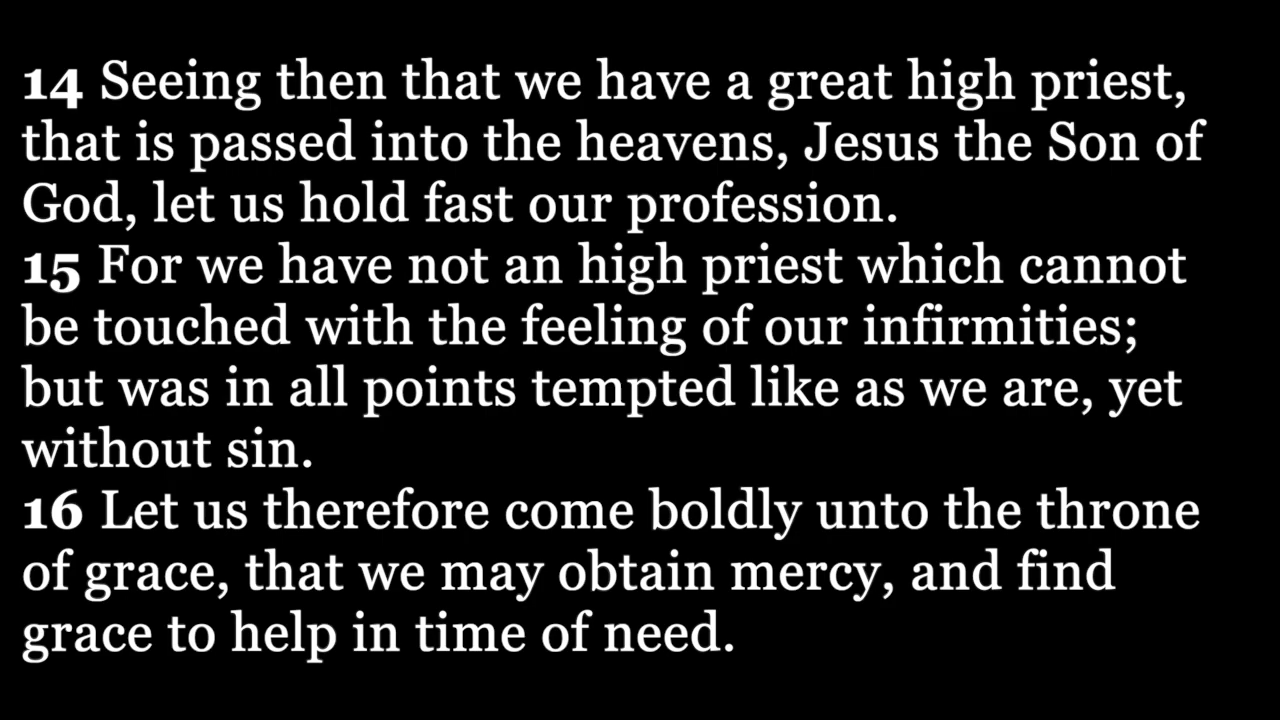 14 Seeing then that we have a great high priest,
that is passed into the heavens, Jesus the Son of
God, let us hold fast our profession.
15 For we have not an high priest which cannot
be touched with the feeling of our infirmities;
but was in all points tempted like as we are, yet
without sin.
16 Let us therefore come boldly unto the throne
of grace, that we may obtain mercy, and find
grace to help in time of need.